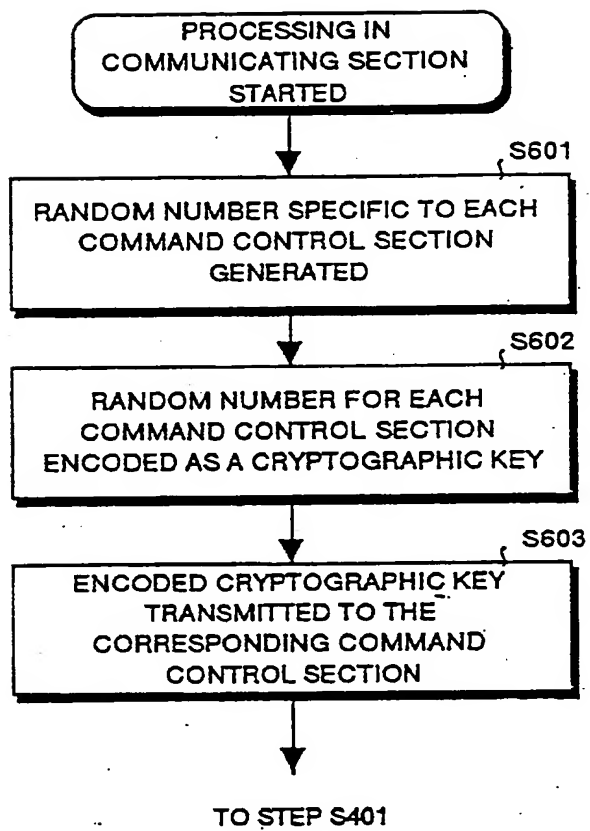 PROCESSING IN
COMMUNICATING SECTION
STARTED
S601
RANDOM NUMBER SPECIFIC TO EACH
COMMAND CONTROL SECTION
GENERATED
S602
RANDOM NUMBER FOR EACH
COMMAND CONTROL SECTION
ENCODED AS A CRYPTOGRAPHIC KEY
S603
ENCODED CRYPTOGRAPHIC KEY
TRANSMITTED TO THE
CORRESPONDING COMMAND
CONTROL SECTION
TO STEP S401